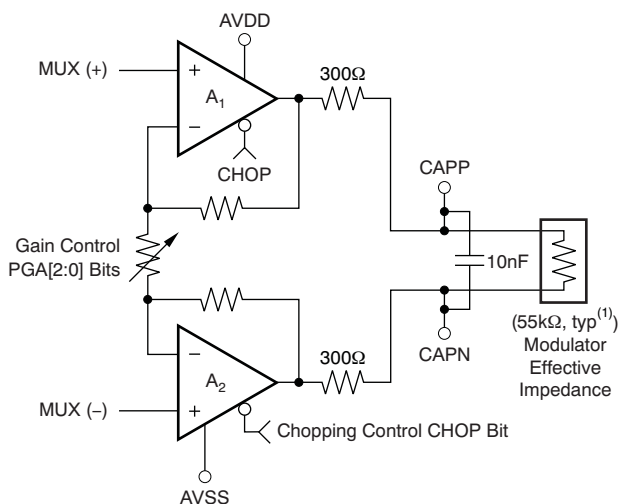 AVDD
MUX (+)
+
A1
−
CHOP
300Ω
CAPP
Gain Control
PGA[2:0] Bits
10nF
(55kΩ, typ(1))
Modulator
Effective
Impedance
CAPN
300Ω
−
A2
+
MUX (−)
Chopping Control CHOP Bit
AVSS